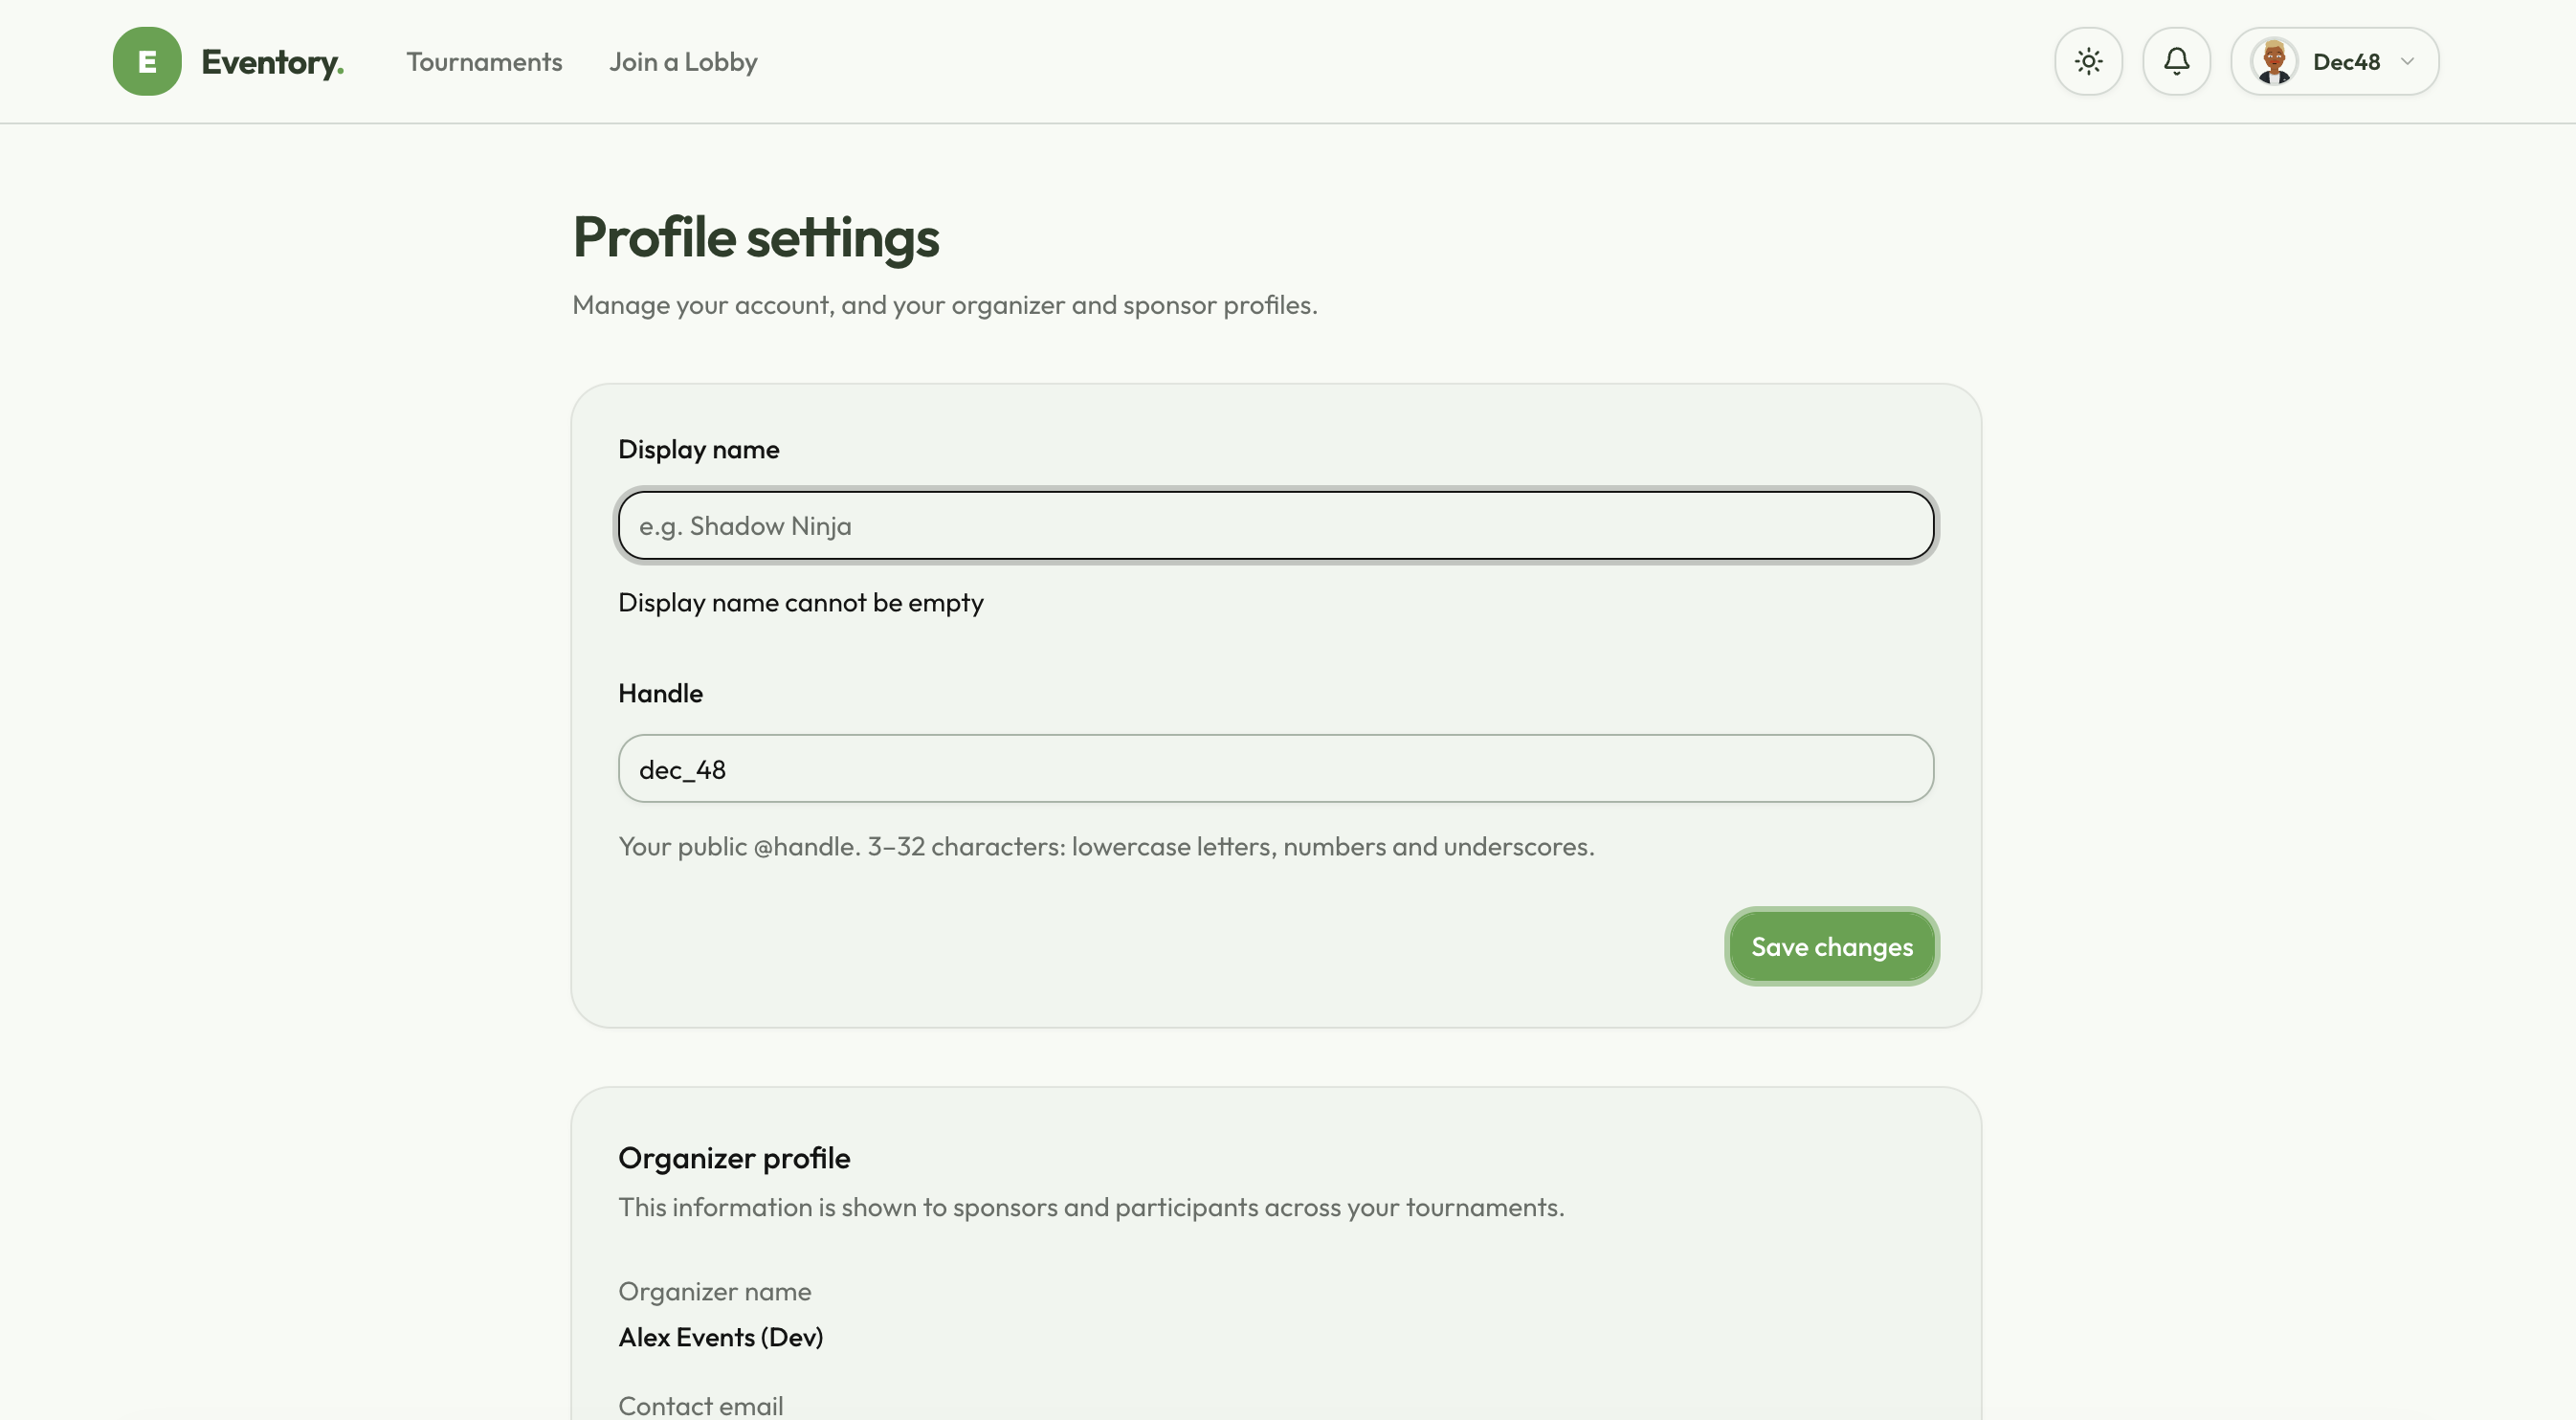 E
Eventory.
Tournaments
Join a Lobby
Dec48
Profile settings
Manage your account, and your organizer and sponsor profiles.
Display name
e.g. Shadow Ninja
Display name cannot be empty
Handle
dec_48
Your public @handle. 3–32 characters: lowercase letters, numbers and underscores.
Save changes
Organizer profile
This information is shown to sponsors and participants across your tournaments.
Organizer name
Alex Events (Dev)
Contact email